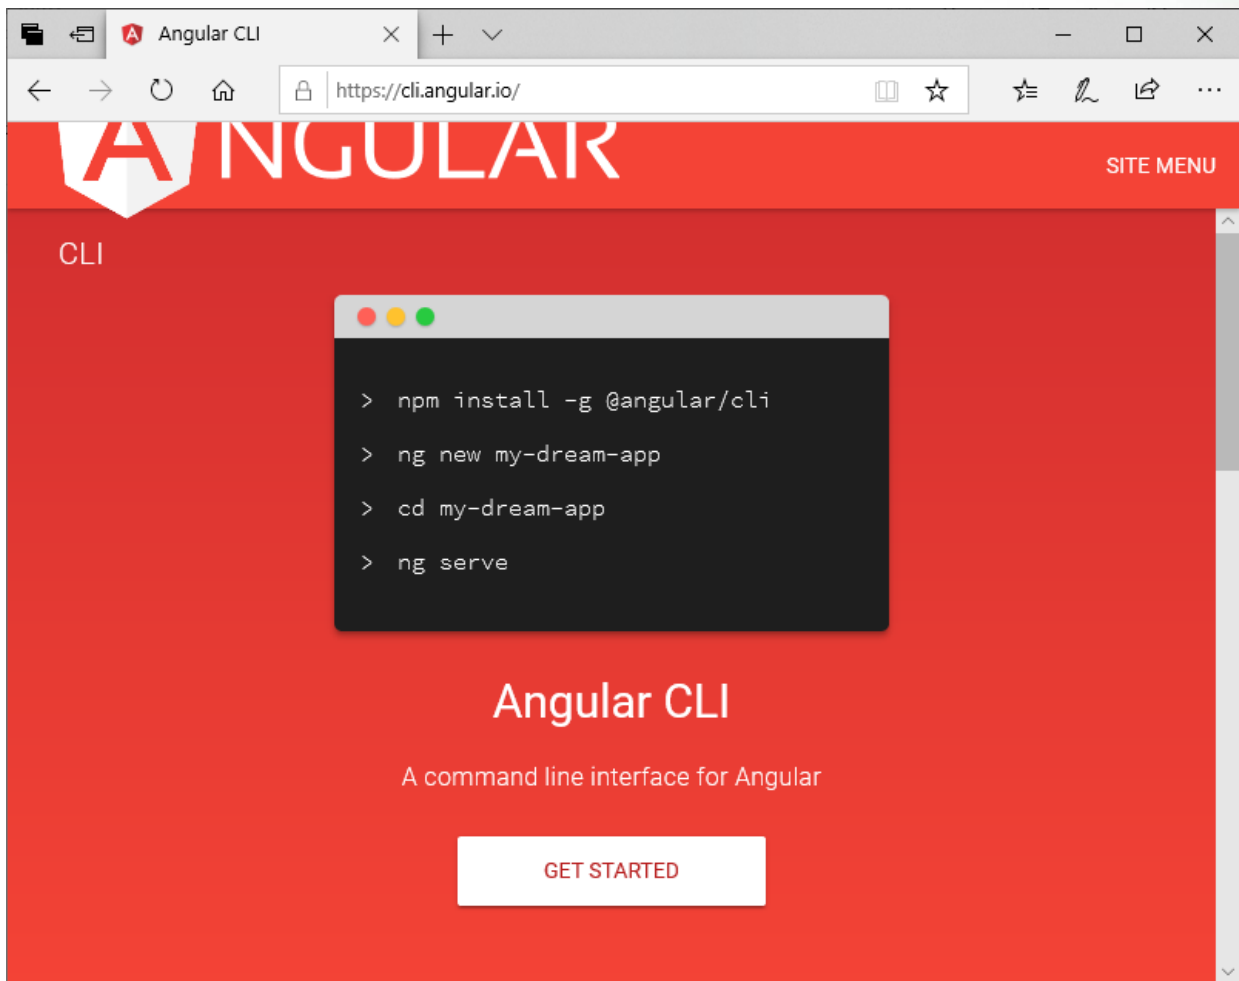 Angular CLI
https://cli.angular.io/
ANGULAR
SITE MENU
CLI
> npm install -g @angular/cli
> ng new my-dream-app
> cd my-dream-app
> ng serve
Angular CLI
A command line interface for Angular
GET STARTED